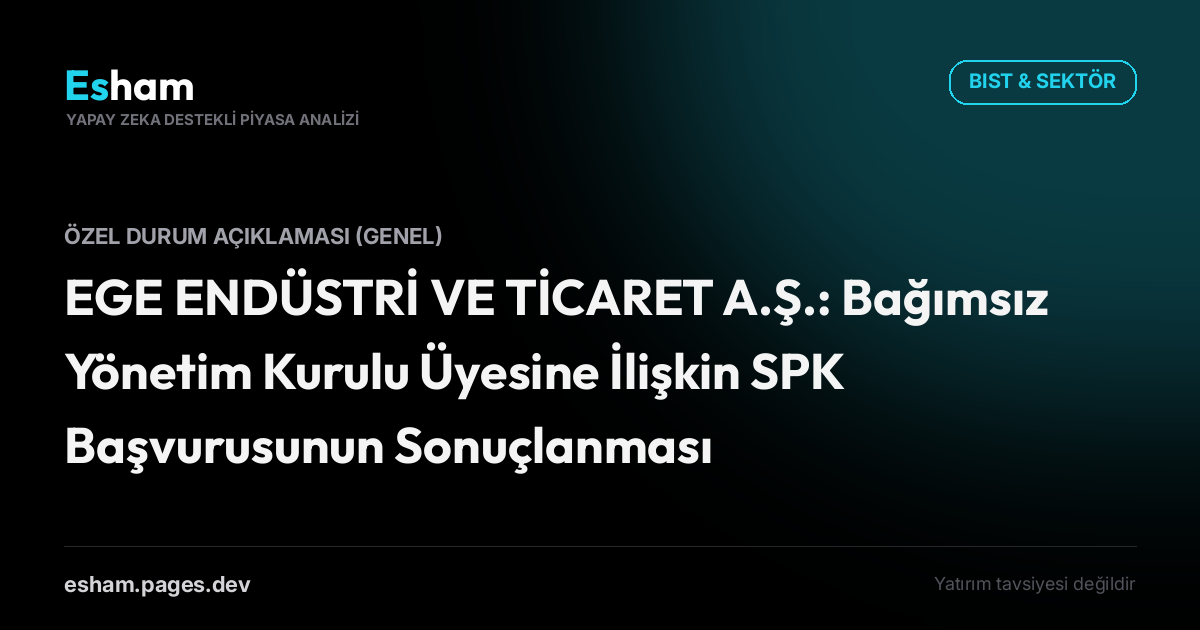 Esham
YAPAY ZEKA DESTEKLİ PİYASA ANALİZİ
BIST & SEKTÖR
ÖZEL DURUM AÇIKLAMASI (GENEL)
EGE ENDÜSTRİ VE TİCARET A.Ş.: Bağımsız
Yönetim Kurulu Üyesine İlişkin SPK
Başvurusunun Sonuçlanması
esham.pages.dev
Yatırım tavsiyesi değildir